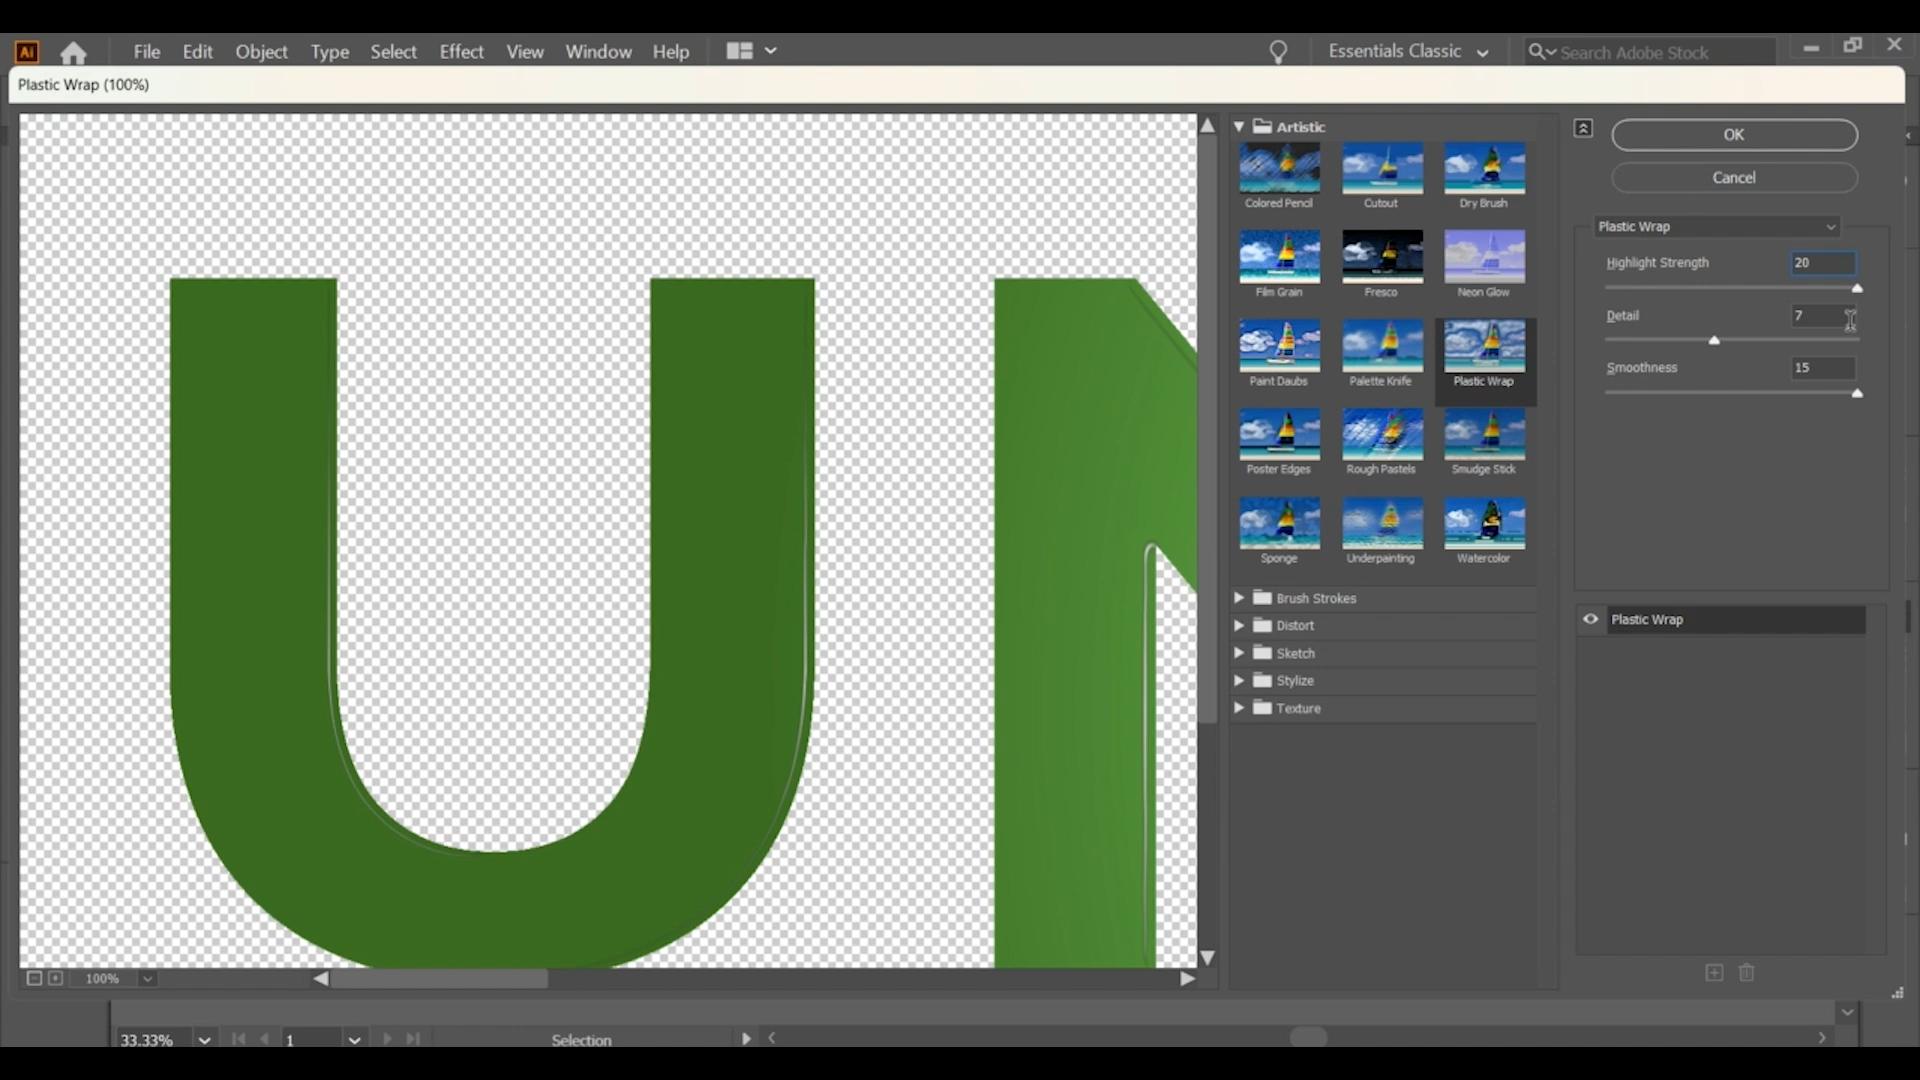 Ai File Edit Object Type Select Effect View Window Help Essentials Classic Search Adobe Stock
Plastic Wrap (100%)
Artistic
Colored Pencil Cutout Dry Brush
Film Grain Fresco Neon Glow
Paint Daubs Palette Knife Plastic Wrap
Poster Edges Rough Pastels Smudge Stick
Sponge Underpainting Watercolor
Brush Strokes
Distort
Sketch
Stylize
Texture
OK
Cancel
Plastic Wrap
Highlight Strength 20
Detail 7
Smoothness 15
Plastic Wrap
U
100%
33.33% 1 Selection